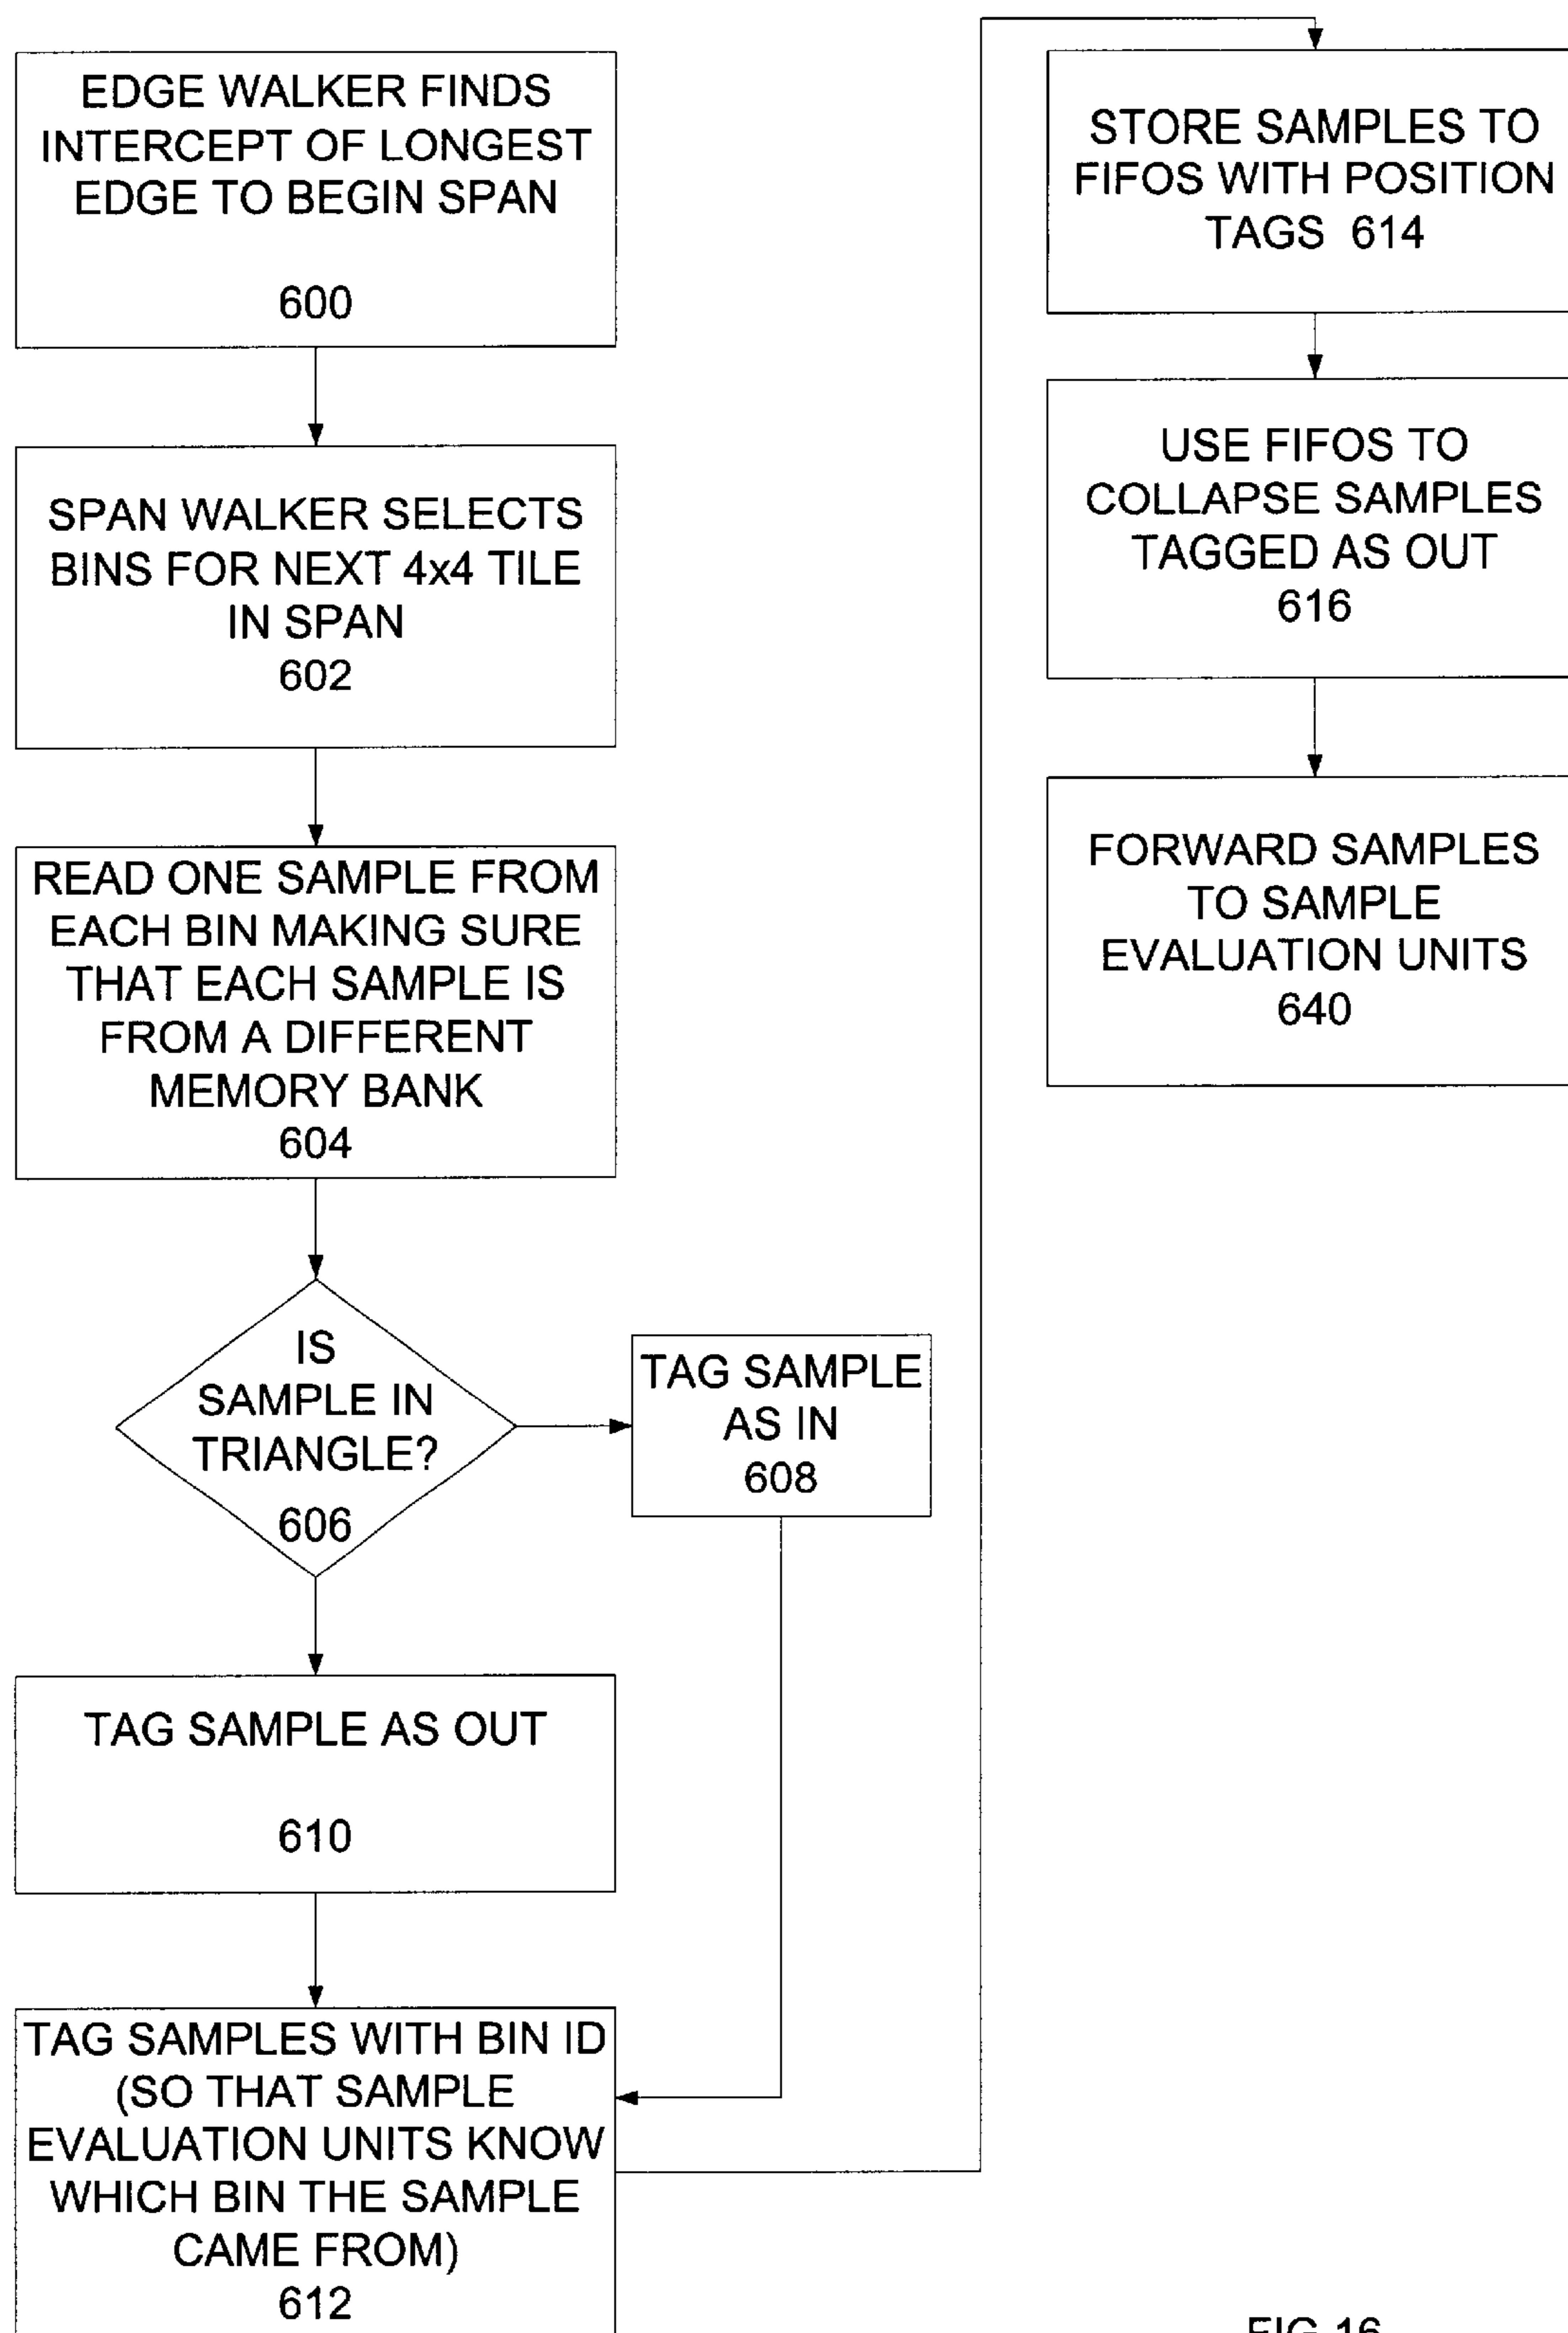 EDGE WALKER FINDS
INTERCEPT OF LONGEST
EDGE TO BEGIN SPAN
600
SPAN WALKER SELECTS
BINS FOR NEXT 4x4 TILE
IN SPAN
602
READ ONE SAMPLE FROM
EACH BIN MAKING SURE
THAT EACH SAMPLE IS
FROM A DIFFERENT
MEMORY BANK
604
IS
SAMPLE IN
TRIANGLE?
606
TAG SAMPLE
AS IN
608
TAG SAMPLE AS OUT
610
TAG SAMPLES WITH BIN ID
(SO THAT SAMPLE
EVALUATION UNITS KNOW
WHICH BIN THE SAMPLE
CAME FROM)
612
STORE SAMPLES TO
FIFOS WITH POSITION
TAGS 614
USE FIFOS TO
COLLAPSE SAMPLES
TAGGED AS OUT
616
FORWARD SAMPLES
TO SAMPLE
EVALUATION UNITS
640
FIG 16